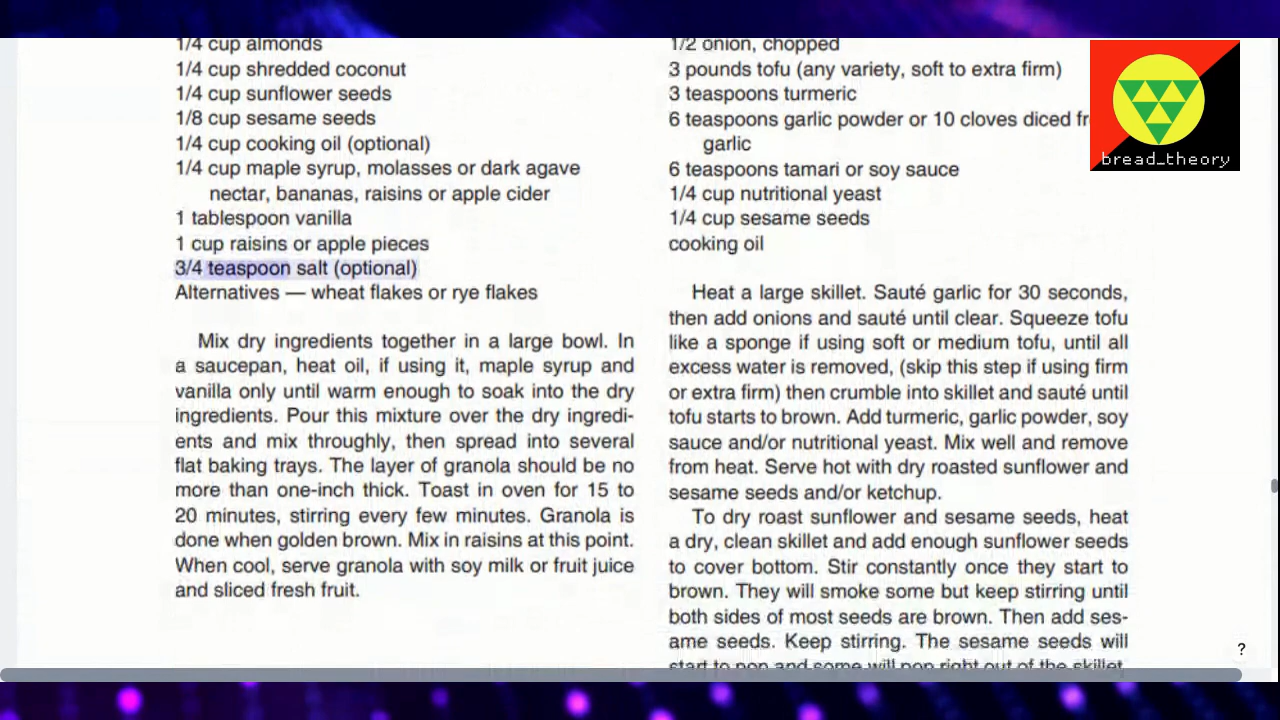 1/4 cup almonds
1/4 cup shredded coconut
1/4 cup sunflower seeds
1/8 cup sesame seeds
1/4 cup cooking oil (optional)
1/4 cup maple syrup, molasses or dark agave
nectar, bananas, raisins or apple cider
1 tablespoon vanilla
1 cup raisins or apple pieces
3/4 teaspoon salt (optional)
Alternatives — wheat flakes or rye flakes
Mix dry ingredients together in a large bowl. In
a saucepan, heat oil, if using it, maple syrup and
vanilla only until warm enough to soak into the dry
ingredients. Pour this mixture over the dry ingredi-
ents and mix throughly, then spread into several
flat baking trays. The layer of granola should be no
more than one-inch thick. Toast in oven for 15 to
20 minutes, stirring every few minutes. Granola is
done when golden brown. Mix in raisins at this point.
When cool, serve granola with soy milk or fruit juice
and sliced fresh fruit.
1/2 onion, chopped
3 pounds tofu (any variety, soft to extra firm)
3 teaspoons turmeric
6 teaspoons garlic powder or 10 cloves diced
garlic
6 teaspoons tamari or soy sauce
1/4 cup nutritional yeast
1/4 cup sesame seeds
cooking oil
Heat a large skillet. Sauté garlic for 30 seconds,
then add onions and sauté until clear. Squeeze tofu
like a sponge if using soft or medium tofu, until all
excess water is removed, (skip this step if using firm
or extra firm) then crumble into skillet and sauté until
tofu starts to brown. Add turmeric, garlic powder, soy
sauce and/or nutritional yeast. Mix well and remove
from heat. Serve hot with dry roasted sunflower and
sesame seeds and/or ketchup.
To dry roast sunflower and sesame seeds, heat
a dry, clean skillet and add enough sunflower seeds
to cover bottom. Stir constantly once they start to
brown. They will smoke some but keep stirring until
both sides of most seeds are brown. Then add ses-
ame seeds. Keep stirring. The sesame seeds will
start to pop and some will pop right out of the skillet.
bread_theory
?